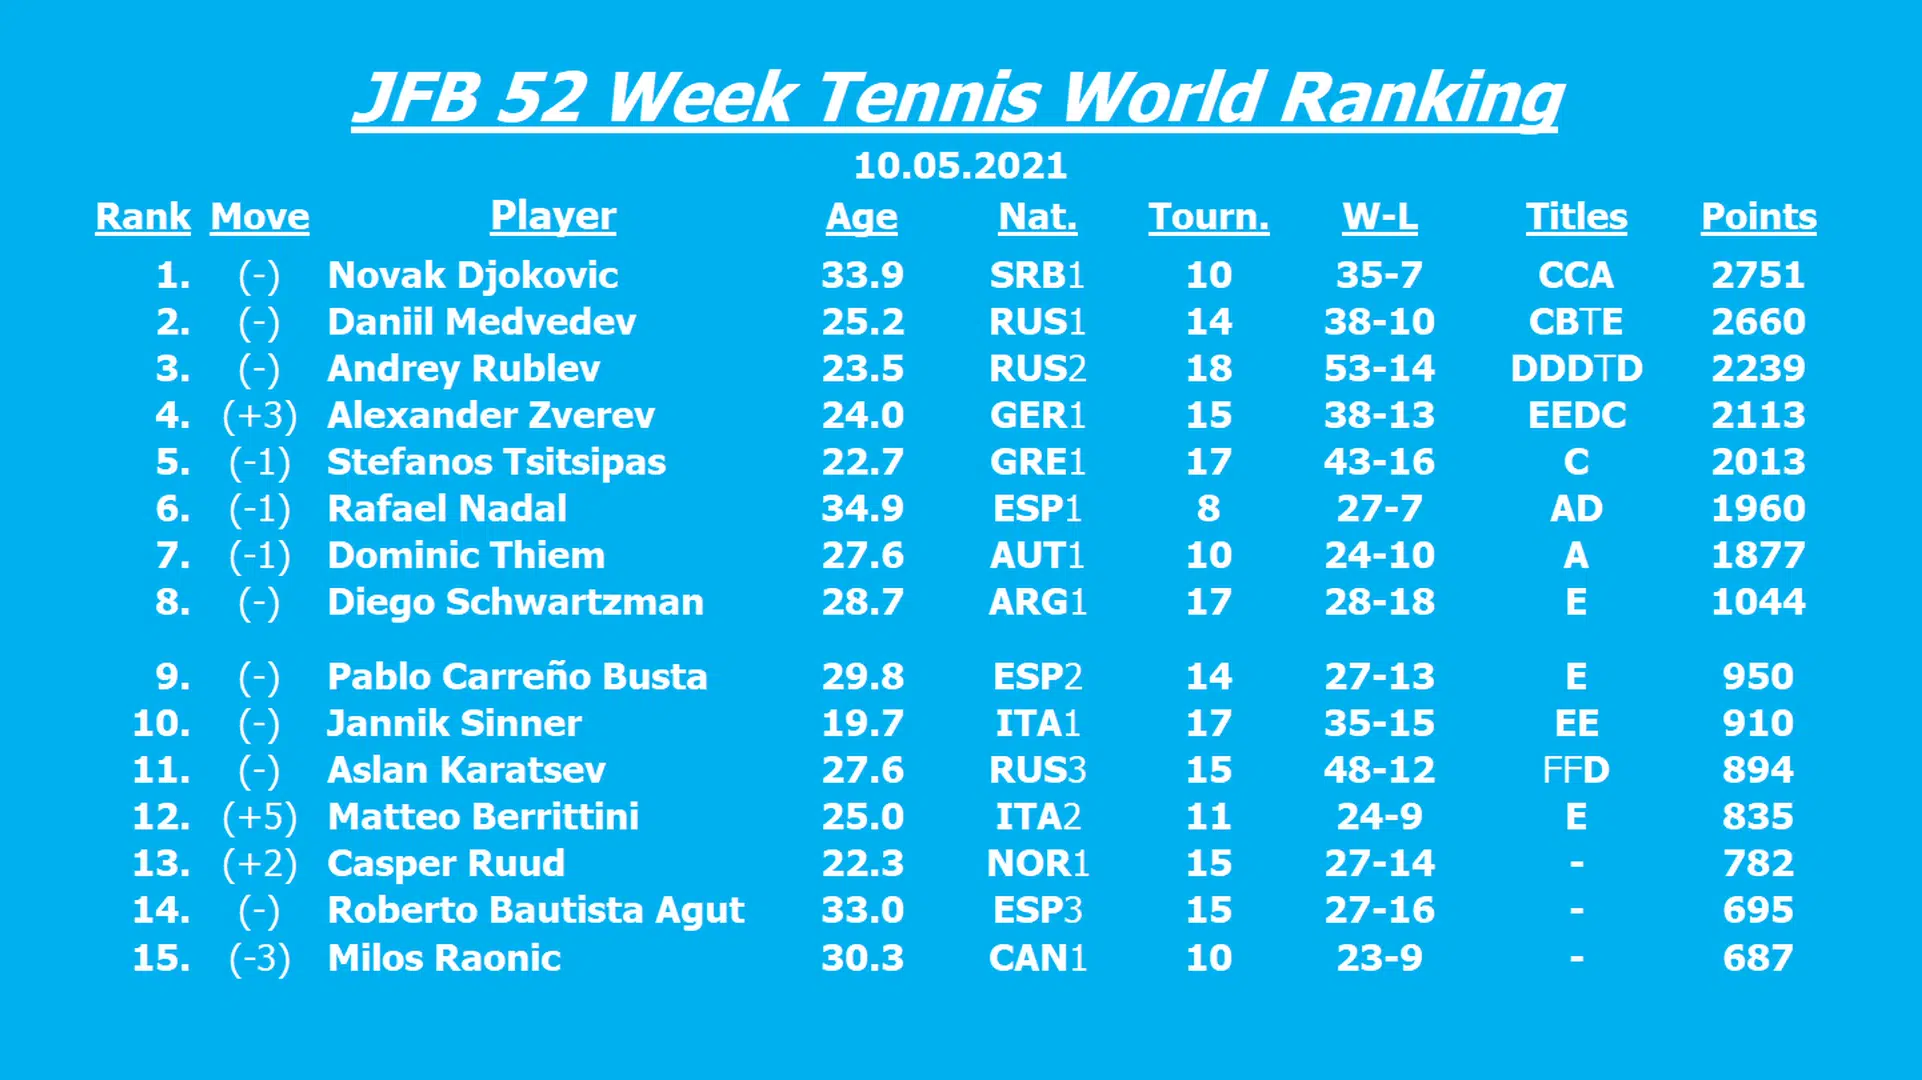 JFB 52 Week Tennis World Ranking
10.05.2021
Rank Move Player Age Nat. Tourn. W-L Titles Points
1. (-) Novak Djokovic 33.9 SRB1 10 35-7 CCA 2751
2. (-) Daniil Medvedev 25.2 RUS1 14 38-10 CBTE 2660
3. (-) Andrey Rublev 23.5 RUS2 18 53-14 DDDTD 2239
4. (+3) Alexander Zverev 24.0 GER1 15 38-13 EEDC 2113
5. (-1) Stefanos Tsitsipas 22.7 GRE1 17 43-16 C 2013
6. (-1) Rafael Nadal 34.9 ESP1 8 27-7 AD 1960
7. (-1) Dominic Thiem 27.6 AUT1 10 24-10 A 1877
8. (-) Diego Schwartzman 28.7 ARG1 17 28-18 E 1044
9. (-) Pablo Carreño Busta 29.8 ESP2 14 27-13 E 950
10. (-) Jannik Sinner 19.7 ITA1 17 35-15 EE 910
11. (-) Aslan Karatsev 27.6 RUS3 15 48-12 FFD 894
12. (+5) Matteo Berrittini 25.0 ITA2 11 24-9 E 835
13. (+2) Casper Ruud 22.3 NOR1 15 27-14 - 782
14. (-) Roberto Bautista Agut 33.0 ESP3 15 27-16 - 695
15. (-3) Milos Raonic 30.3 CAN1 10 23-9 - 687